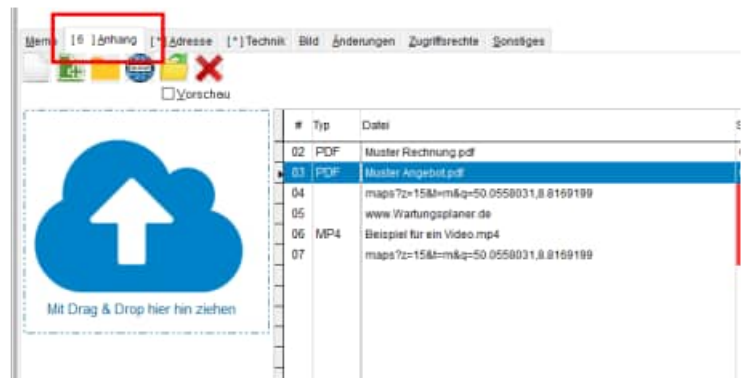 Memo [ 6 ] Anhang [ * ] Adresse [ * ] Technik Bild Änderungen Zugriffsrechte Sonstiges
Vorschau
# Typ Datei
02 PDF Muster Rechnung.pdf
03 PDF Muster Angebot.pdf
04 maps?z=15&t=m&q=50.0558031,8.8169199
05 www.Wartungsplaner.de
06 MP4 Beispiel für ein Video.mp4
07 maps?z=15&t=m&q=50.0558031,8.8169199
Mit Drag & Drop hier hin ziehen